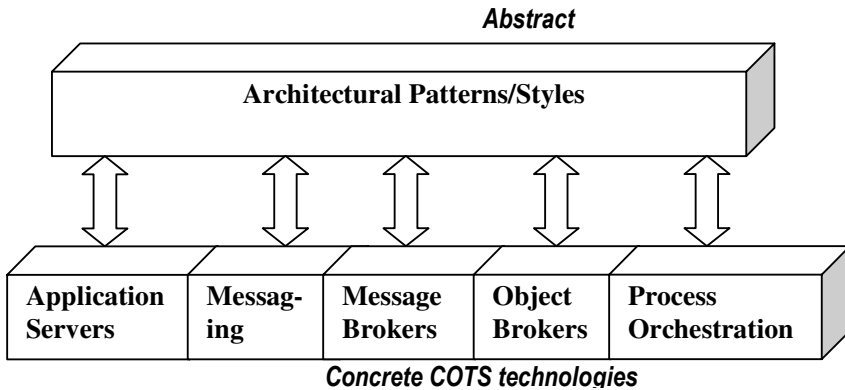 Abstract
Architectural Patterns/Styles
Application Servers
Messag-ing
Message Brokers
Object Brokers
Process Orchestration
Concrete COTS technologies